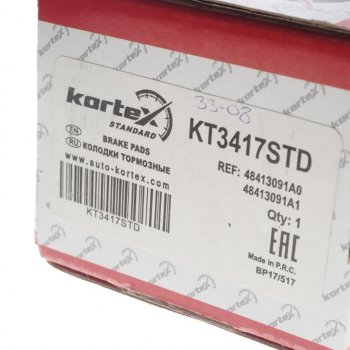 kortex
STANDARD
33-08
KT3417STD
EN BRAKE PADS
RU КОЛОДКИ ТОРМОЗНЫЕ
www.auto-kortex.com
KT3417STD
REF: 48413091A0
48413091A1
Qty: 1
EAC
Made in P.R.C.
BP17/517